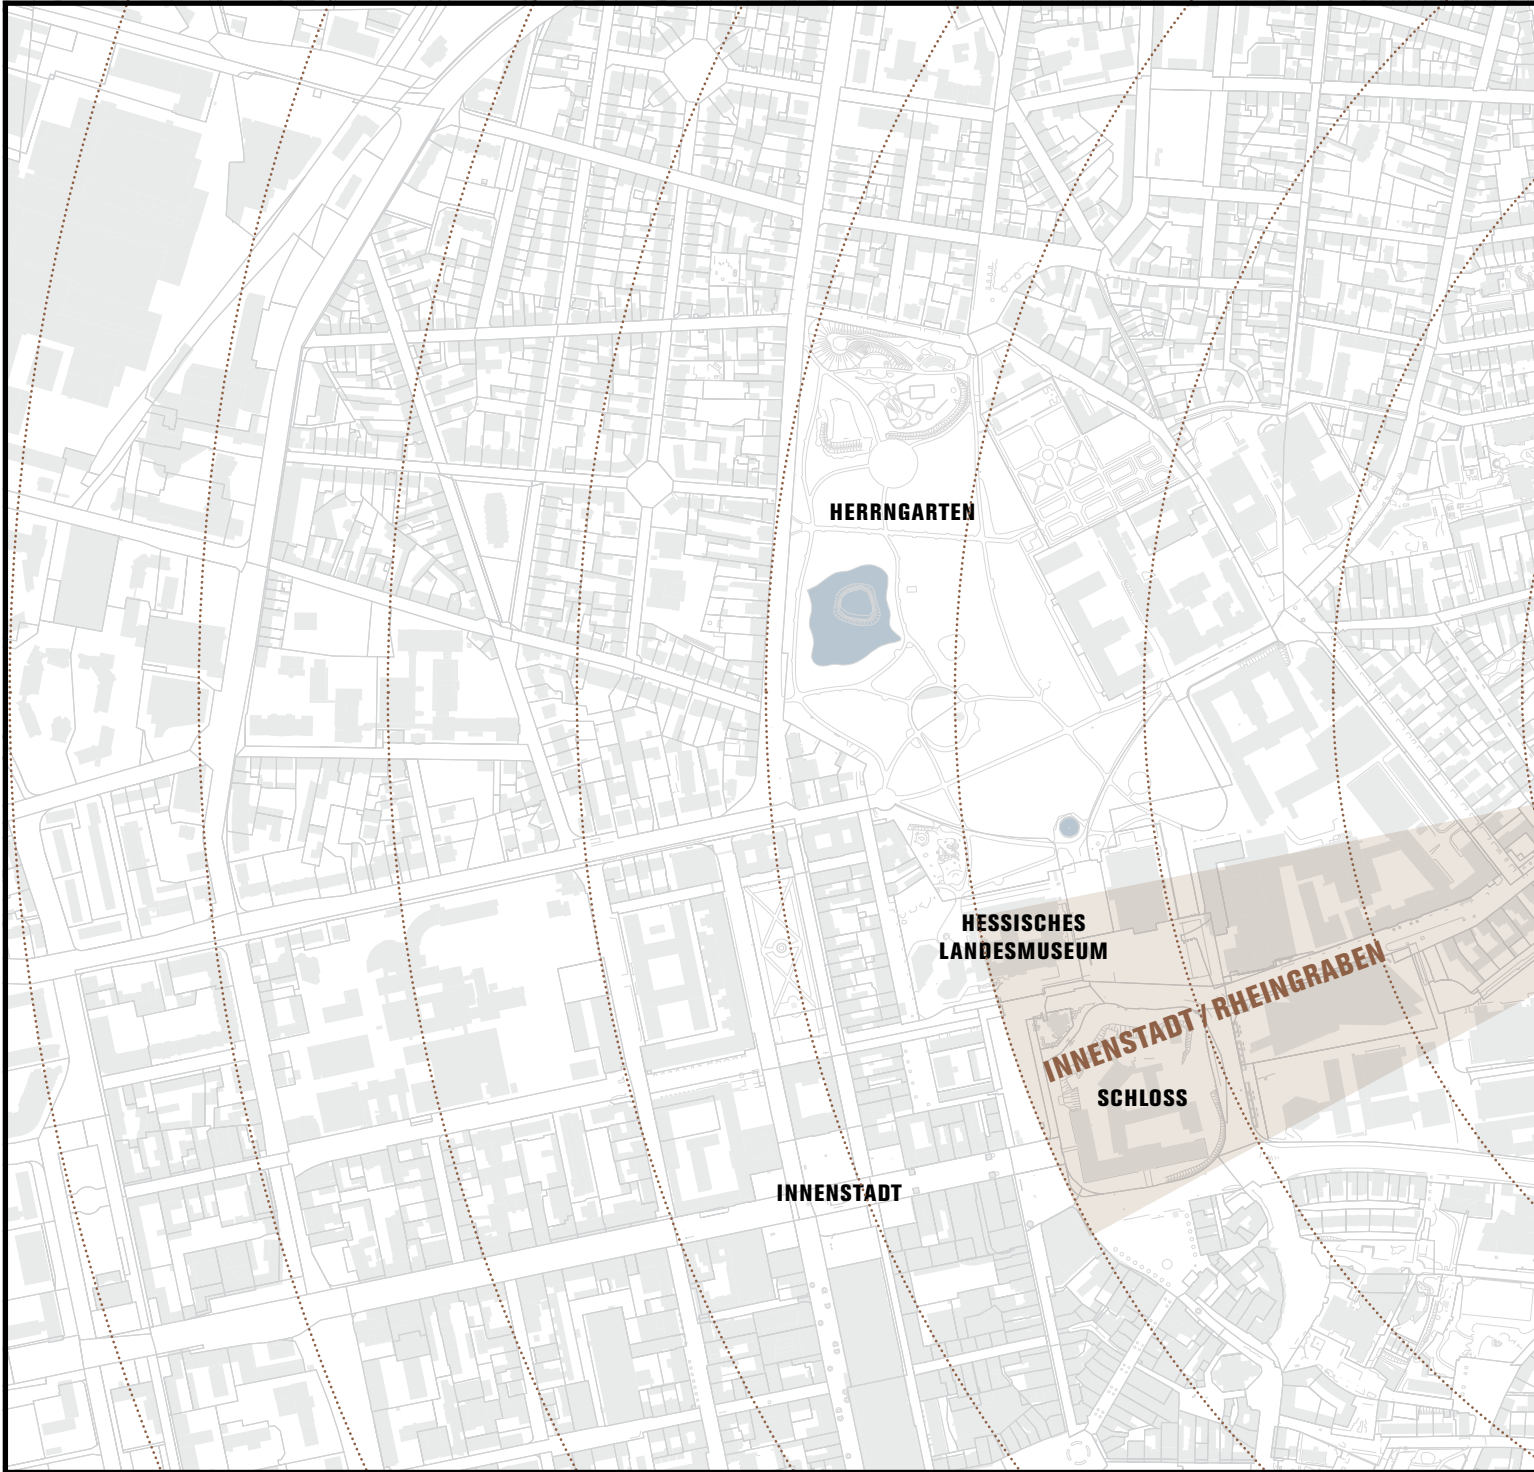 HERRNGARTEN
HESSISCHES
LANDESMUSEUM
INNENSTADT / RHEINGRABEN
SCHLOSS
INNENSTADT